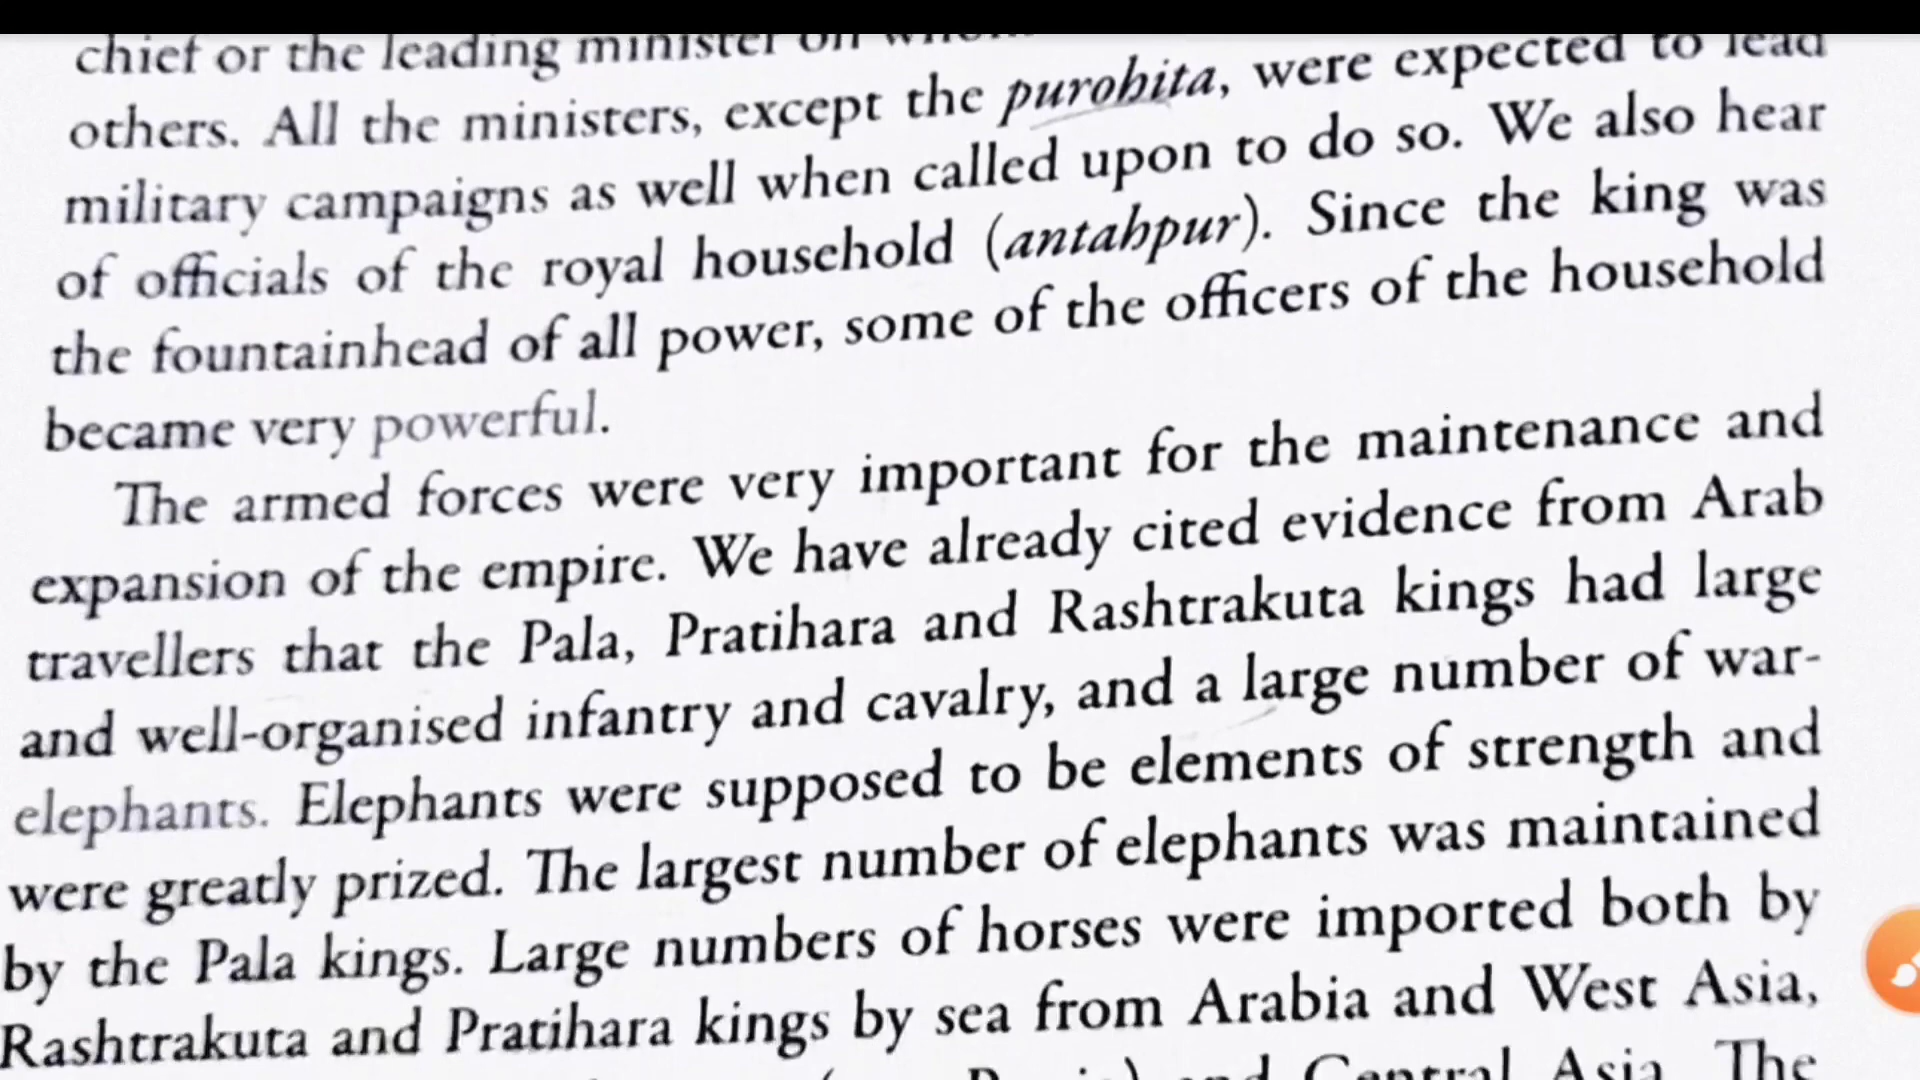 chief or the leading minister on whom
others. All the ministers, except the purohita, were expected to lead
military campaigns as well when called upon to do so. We also hear
of officials of the royal household (antahpur). Since the king was
the fountainhead of all power, some of the officers of the household
became very powerful.
The armed forces were very important for the maintenance and
expansion of the empire. We have already cited evidence from Arab
travellers that the Pala, Pratihara and Rashtrakuta kings had large
and well-organised infantry and cavalry, and a large number of war-
elephants. Elephants were supposed to be elements of strength and
were greatly prized. The largest number of elephants was maintained
by the Pala kings. Large numbers of horses were imported both by
Rashtrakuta and Pratihara kings by sea from Arabia and West Asia,
and Central Asia. The